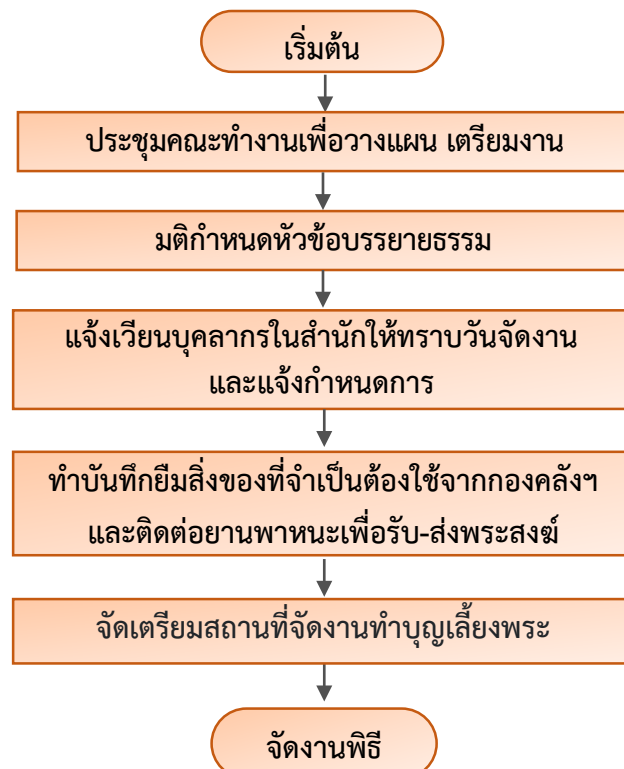 เริ่มต้น
ประชุมคณะทำงานเพื่อวางแผน เตรียมงาน
มติกำหนดหัวข้อบรรยายธรรม
แจ้งเวียนบุคลากรในสำนักให้ทราบวันจัดงาน
และแจ้งกำหนดการ
ทำบันทึกยืมสิ่งของที่จำเป็นต้องใช้จากกองคลังฯ
และติดต่อยานพาหนะเพื่อรับ-ส่งพระสงฆ์
จัดเตรียมสถานที่จัดงานทำบุญเลี้ยงพระ
จัดงานพิธี